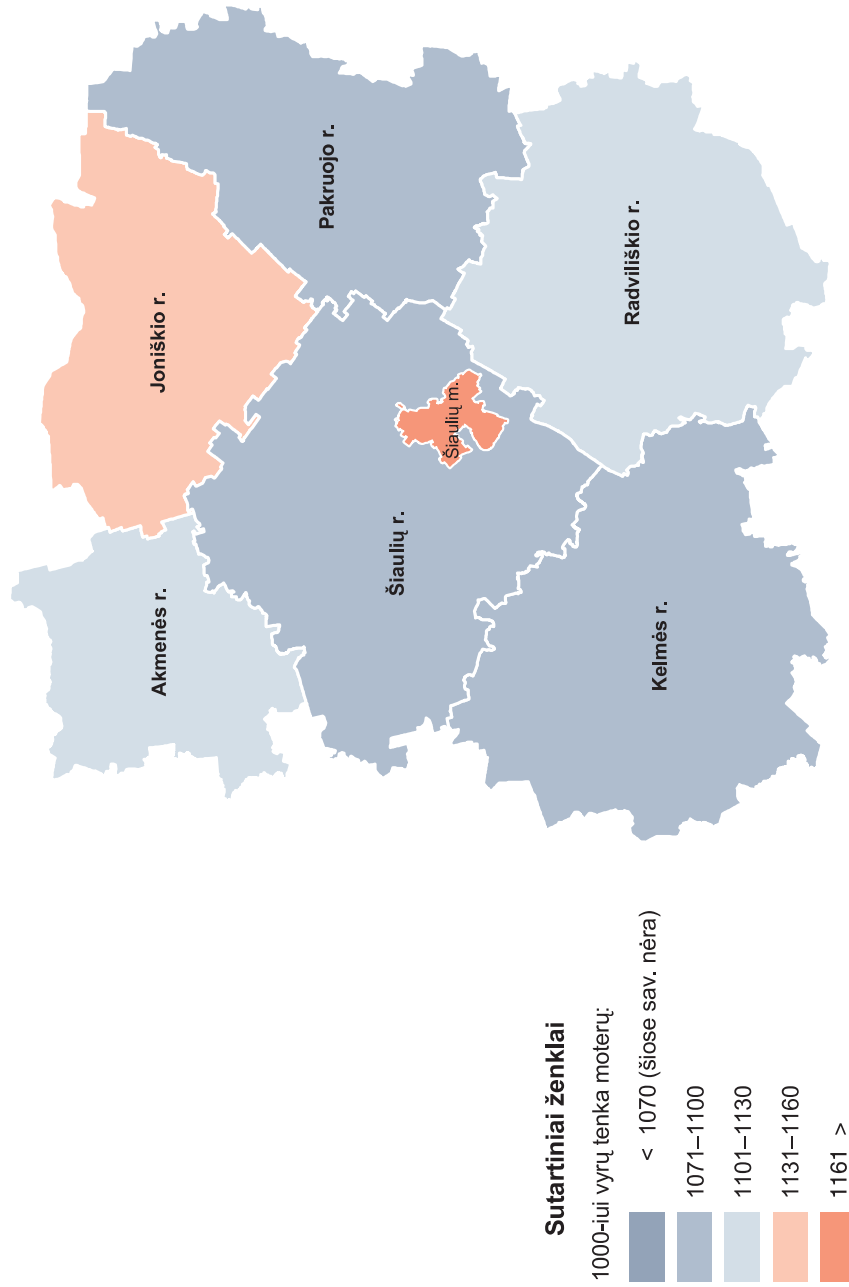 Akmenės r.
Joniškio r.
Pakruojo r.
Šiaulių r.
Šiaulių m.
Kelmės r.
Radviliškio r.
Sutartiniai ženklai
1000-iui vyrų tenka moterų:
< 1070 (šiose sav. nėra)
1071–1100
1101–1130
1131–1160
1161 >